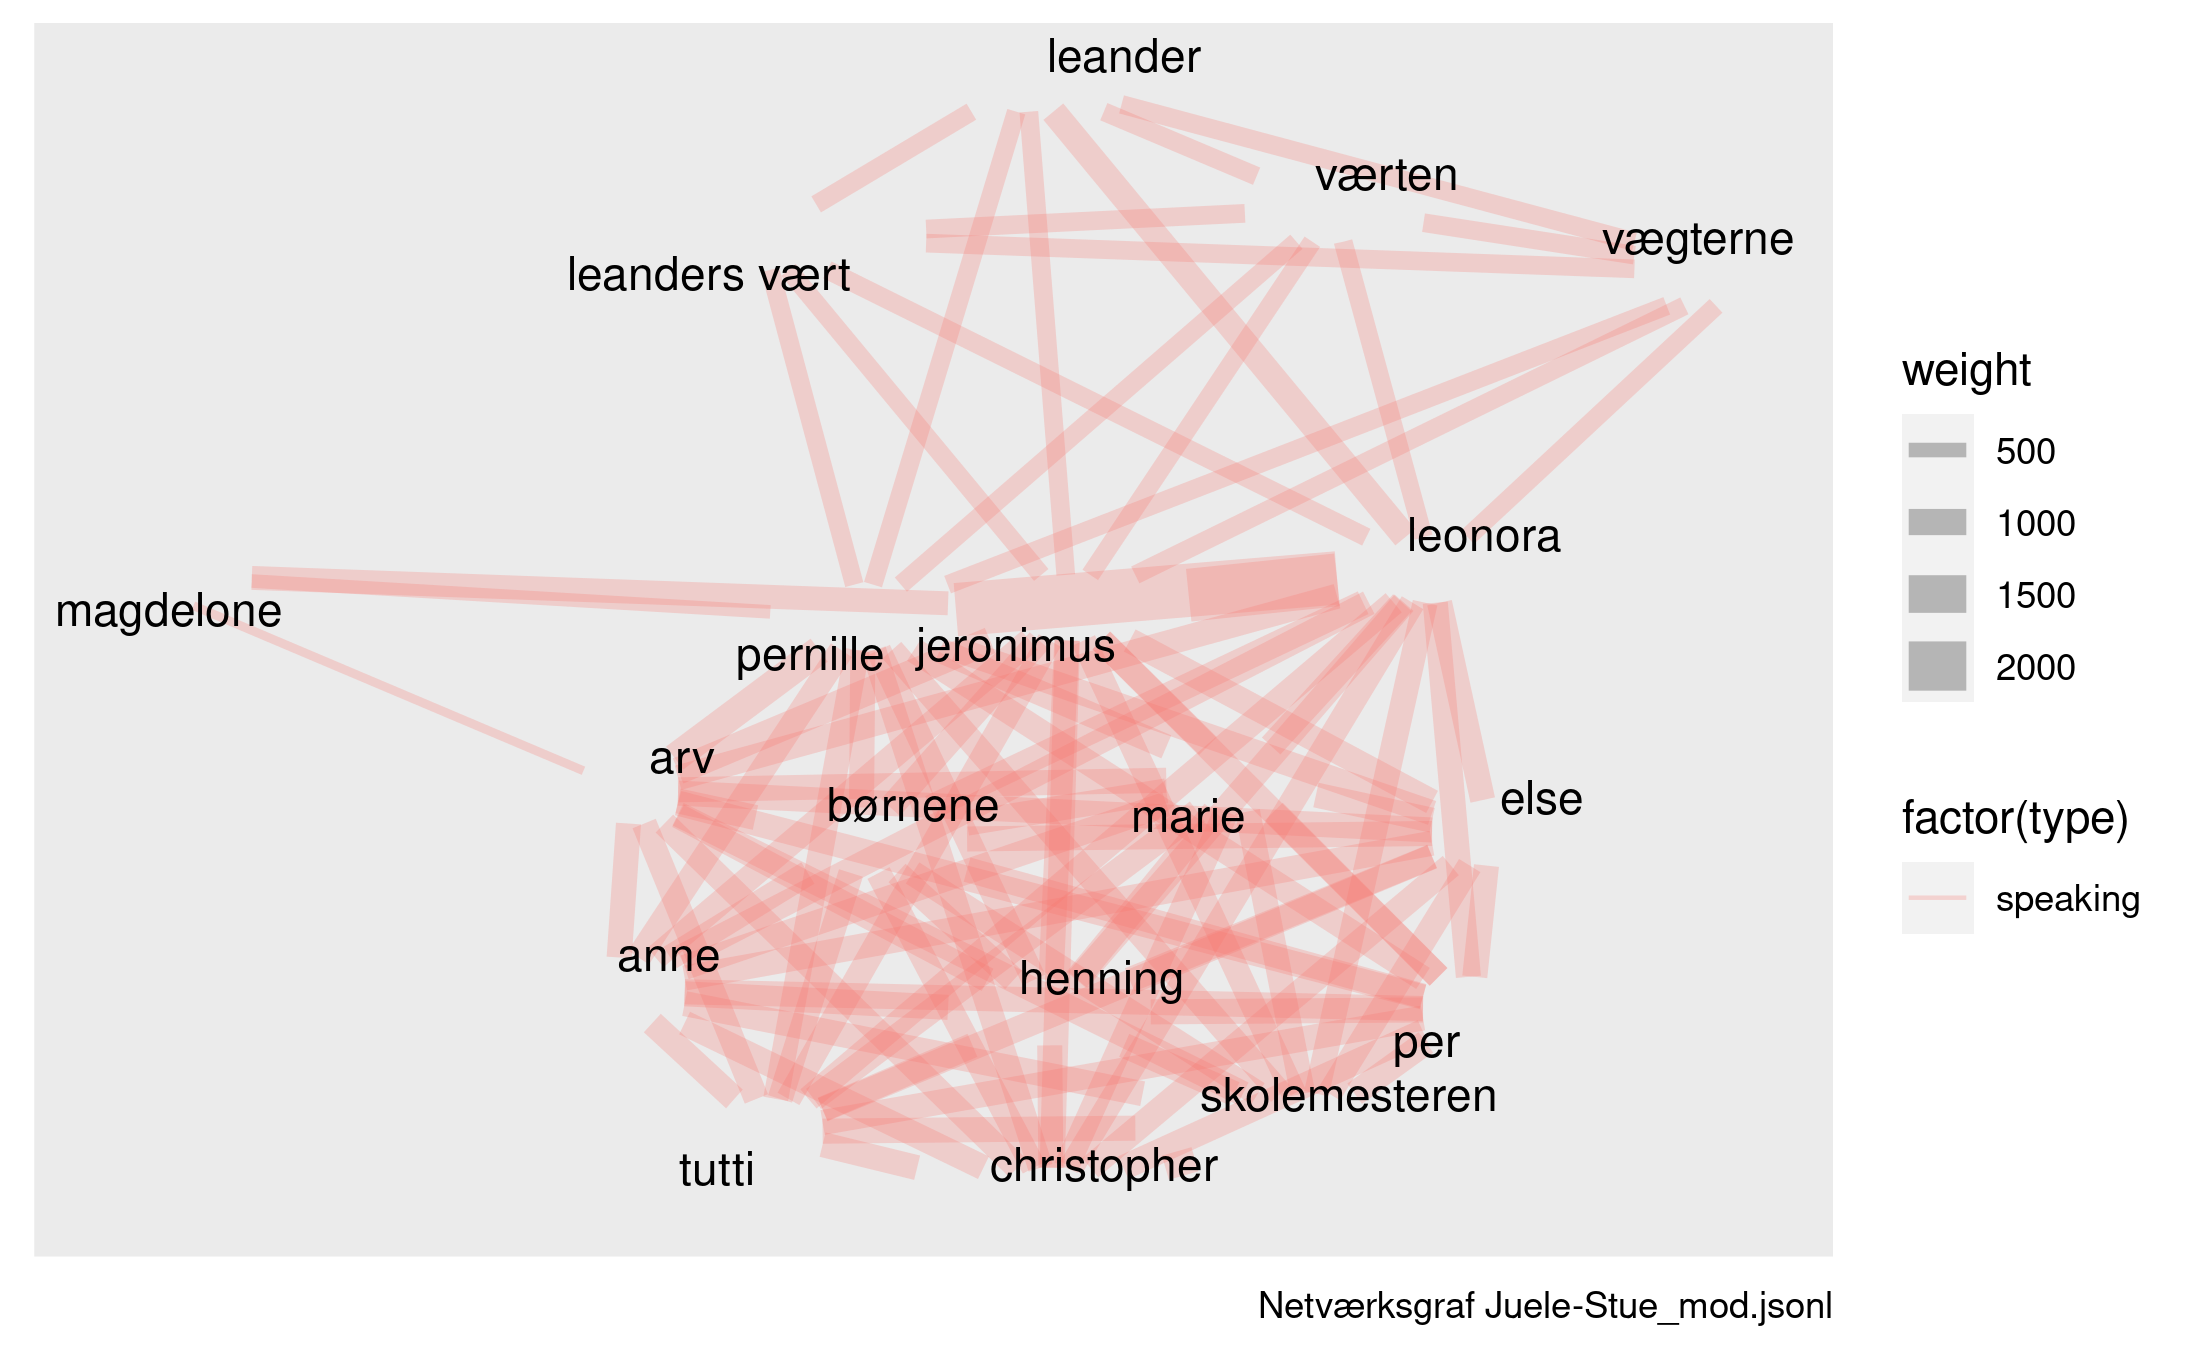 leander
værten
vægterne
leanders vært
leonora
magdelone
pernille
jeronimus
arv
børnene
marie
else
anne
henning
per
skolemesteren
tutti
christopher
weight
500
1000
1500
2000
factor(type)
speaking
Netværksgraf Juele-Stue_mod.jsonl